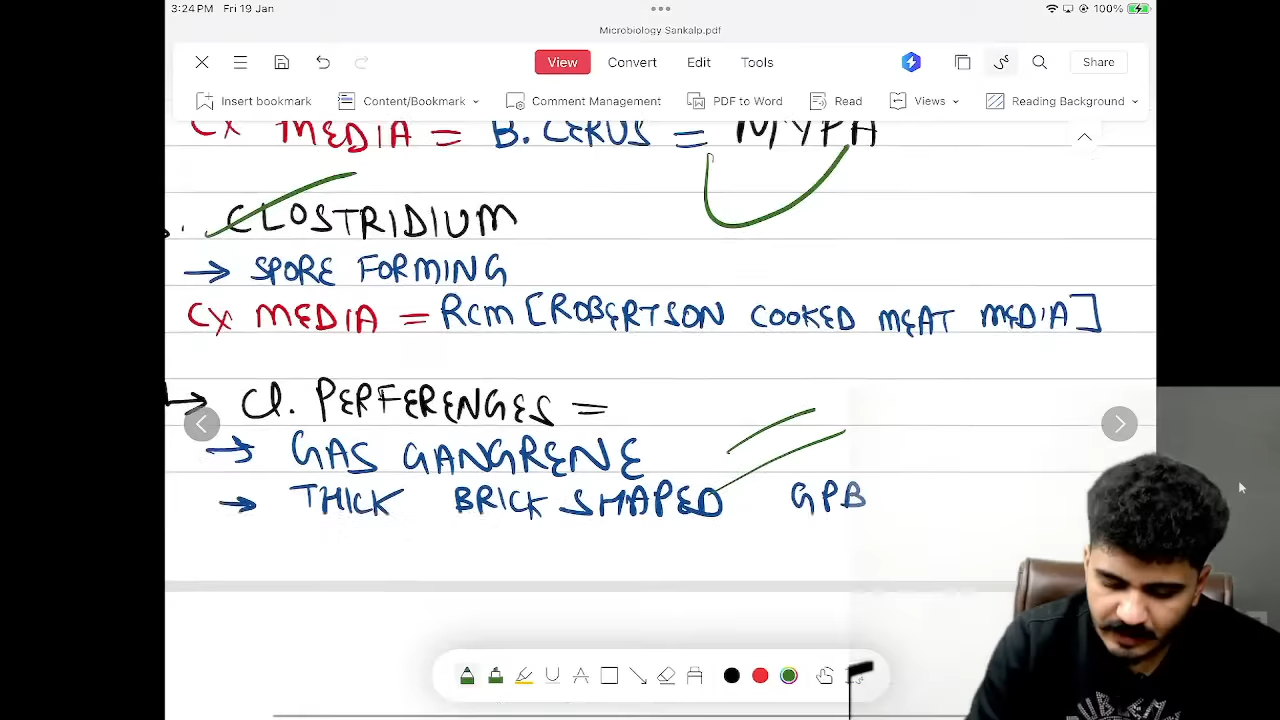 3:24PM Fri 19 Jan
100%
Microbiology Sankalp.pdf
View Convert Edit Tools
Share
Insert bookmark Content/Bookmark Comment Management PDF to Word Read Views Reading Background
CX MEDIA = B. CERUS = MYPA
CLOSTRIDIUM
→ SPORE FORMING
CX MEDIA = RCM [ROBERTSON COOKED MEAT MEDIA]
→ Cl. PERFERENGES =
→ GAS GANGRENE
→ THICK BRICK SHAPED GPB